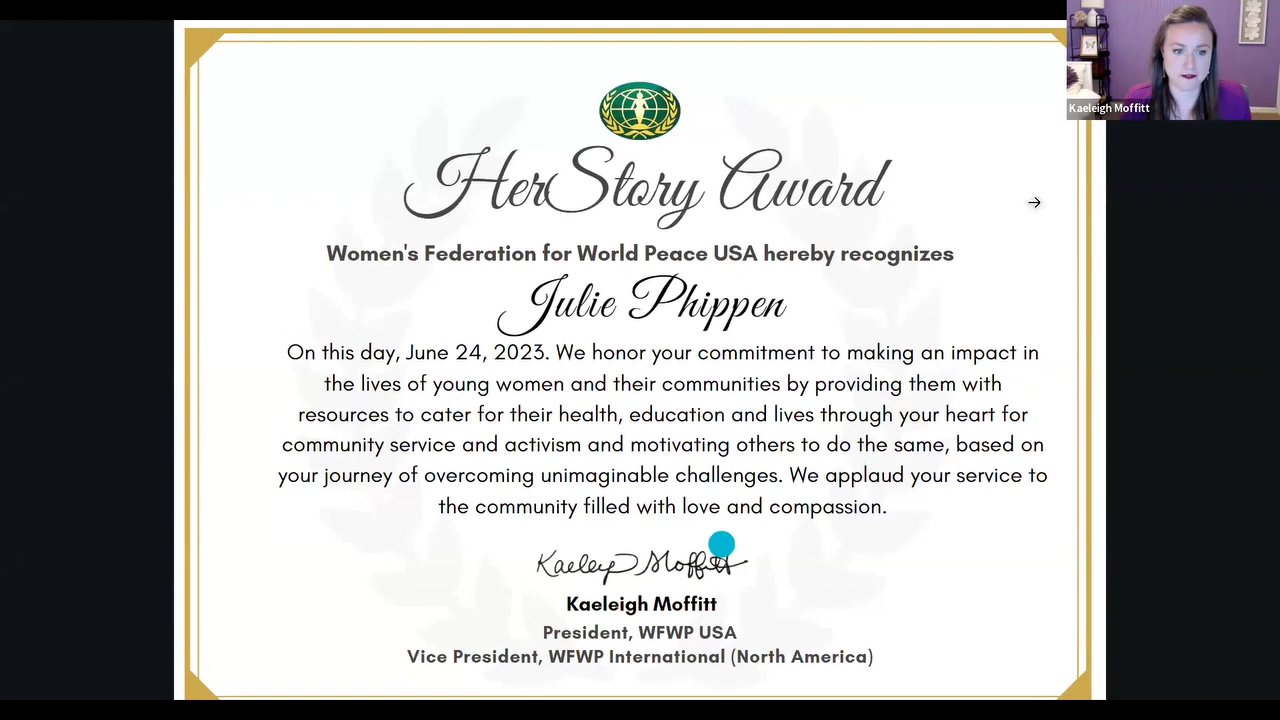 Kaeleigh Moffitt
HerStory Award
Women's Federation for World Peace USA hereby recognizes
Julie Phippen
On this day, June 24, 2023. We honor your commitment to making an impact in
the lives of young women and their communities by providing them with
resources to cater for their health, education and lives through your heart for
community service and activism and motivating others to do the same, based on
your journey of overcoming unimaginable challenges. We applaud your service to
the community filled with love and compassion.
Kaeley Moffitt
Kaeleigh Moffitt
President, WFWP USA
Vice President, WFWP International (North America)